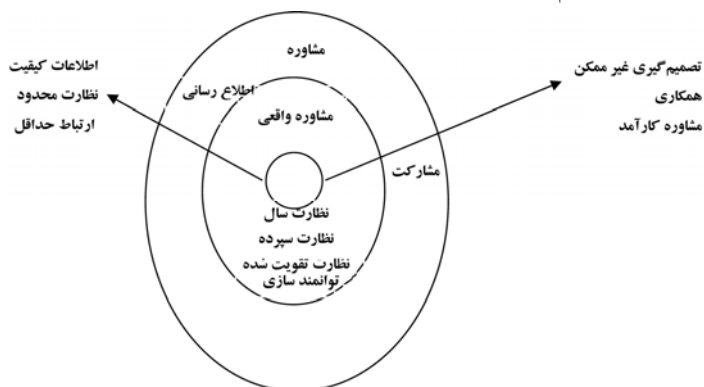 مشاوره
اطلاع رسانی
مشاوره واقعی
مشارکت
نظارت سال
نظارت سپرده
نظارت تقویت شده
توانمند سازی
تصمیم‌گیری غیر ممکن
همکاری
مشاوره کارآمد
اطلاعات کیقیت
نظارت محدود
ارتباط حداقل